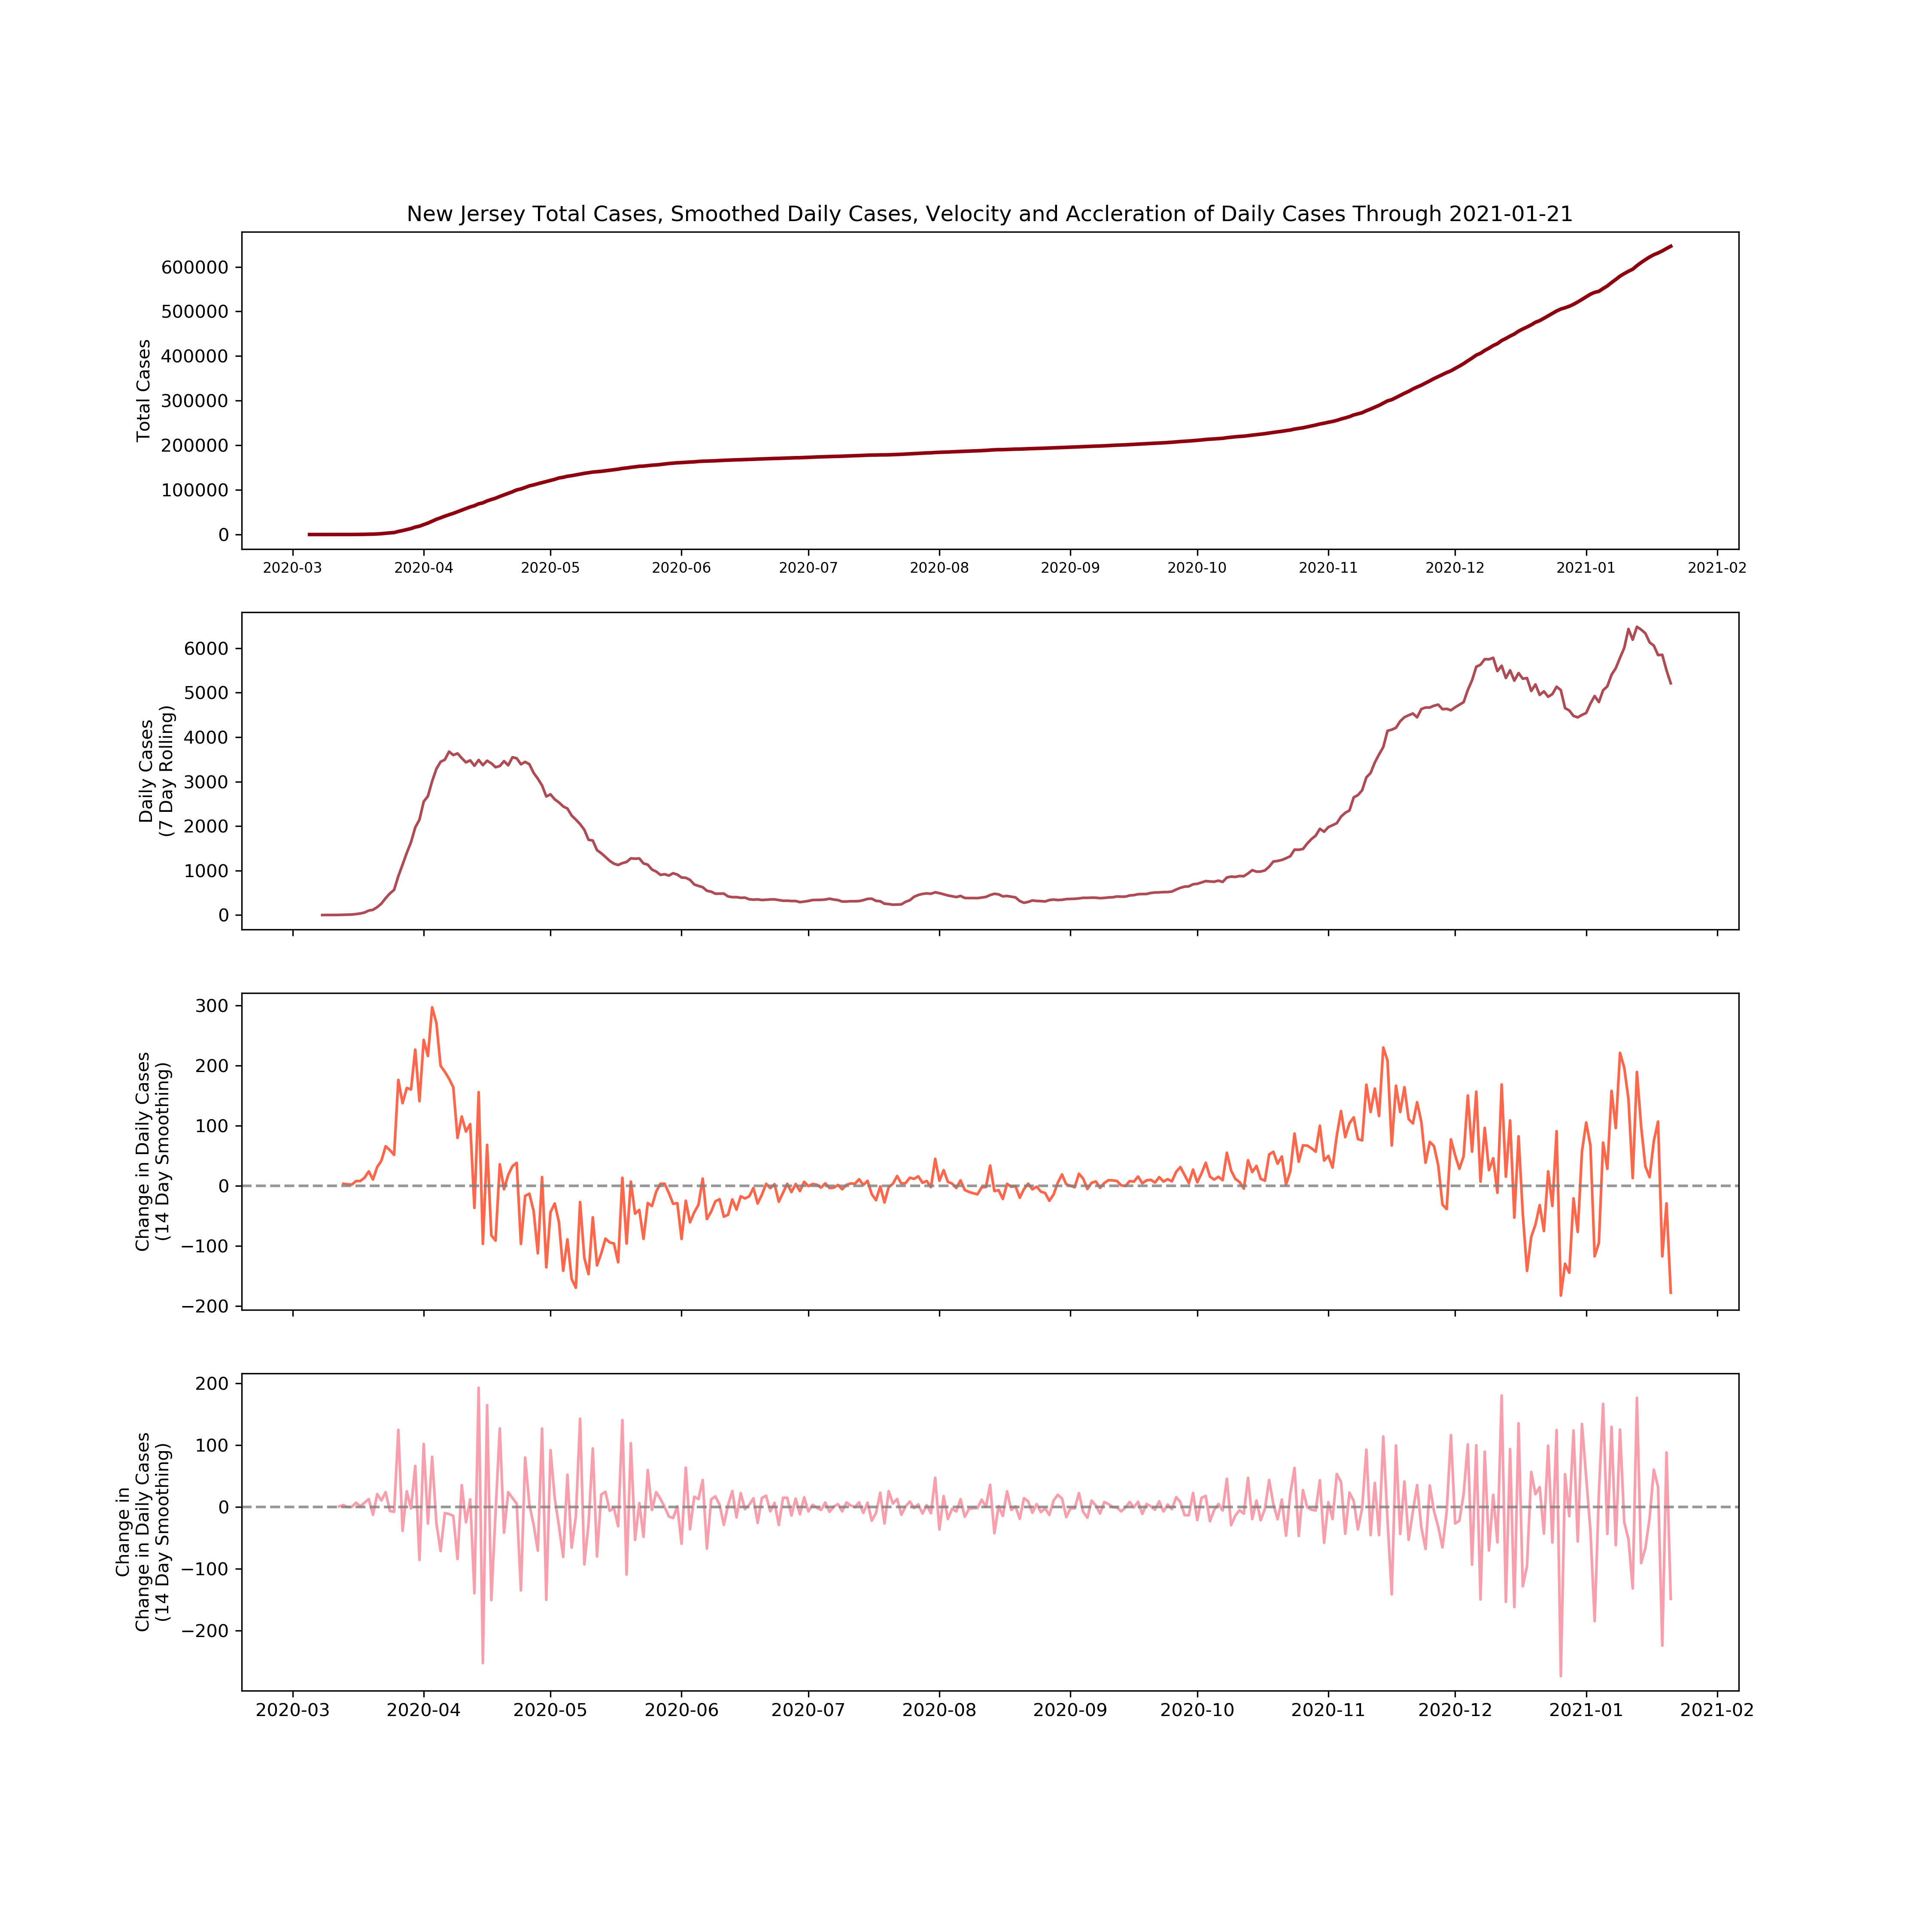 New Jersey Total Cases, Smoothed Daily Cases, Velocity and Accleration of Daily Cases Through 2021-01-21
Total Cases
600000
500000
400000
300000
200000
100000
0
2020-03 2020-04 2020-05 2020-06 2020-07 2020-08 2020-09 2020-10 2020-11 2020-12 2021-01 2021-02
Daily Cases
(7 Day Rolling)
6000
5000
4000
3000
2000
1000
0
Change in Daily Cases
(14 Day Smoothing)
300
200
100
0
−100
−200
Change in
Change in Daily Cases
(14 Day Smoothing)
200
100
0
−100
−200
2020-03 2020-04 2020-05 2020-06 2020-07 2020-08 2020-09 2020-10 2020-11 2020-12 2021-01 2021-02